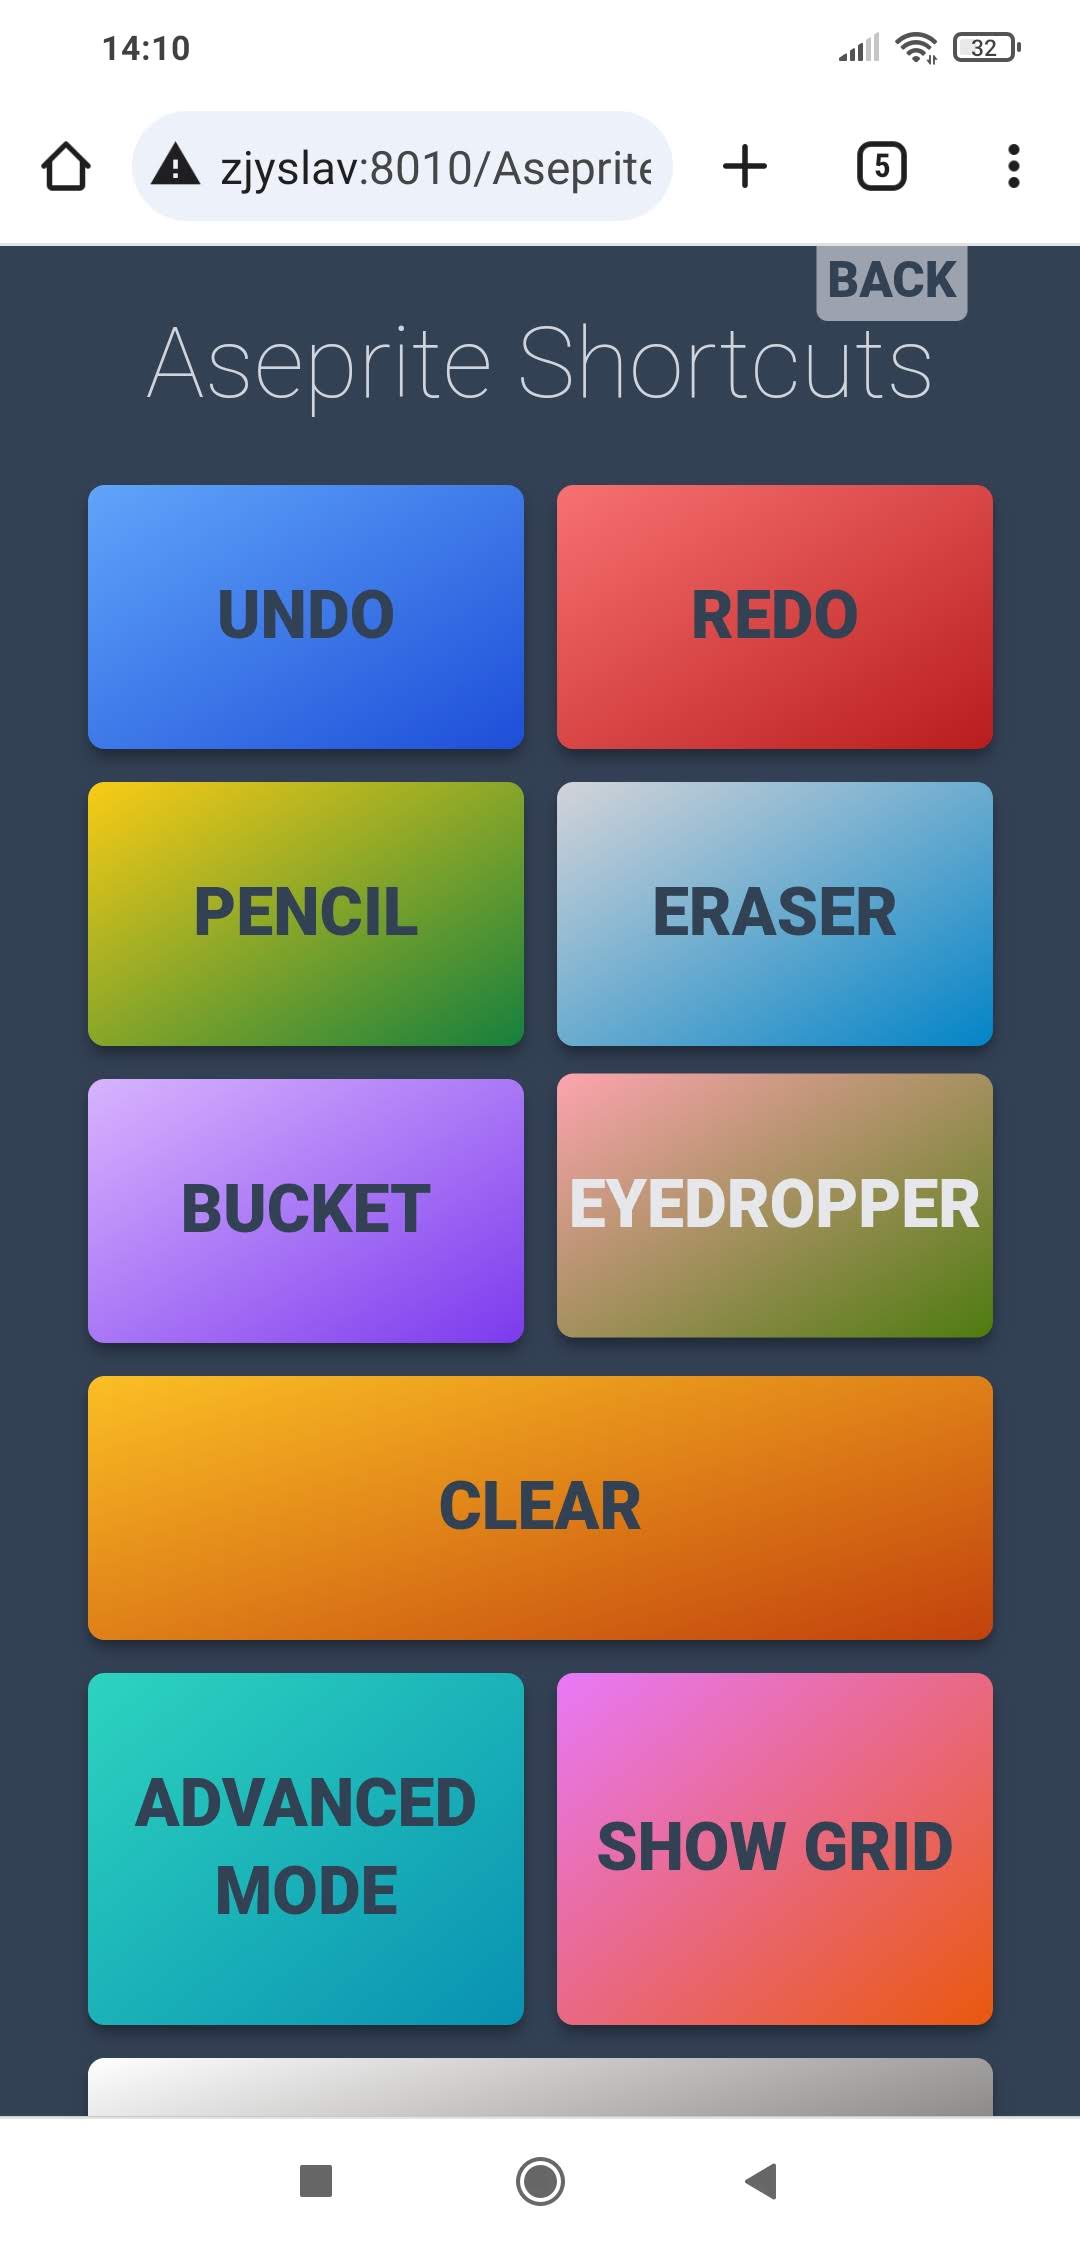 14:10
32
zjyslav:8010/Aseprite
5
BACK
Aseprite Shortcuts
UNDO
REDO
PENCIL
ERASER
BUCKET
EYEDROPPER
CLEAR
ADVANCED
MODE
SHOW GRID